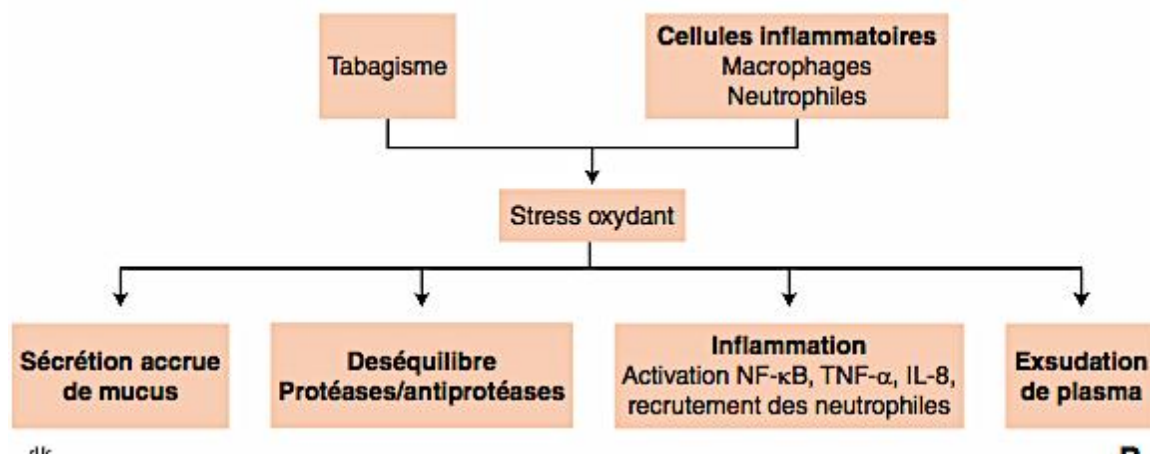 Tabagisme
Cellules inflammatoires
Macrophages
Neutrophiles
Stress oxydant
Sécrétion accrue
de mucus
Deséquilibre
Protéases/antiprotéases
Inflammation
Activation NF-κB, TNF-α, IL-8,
recrutement des neutrophiles
Exsudation
de plasma